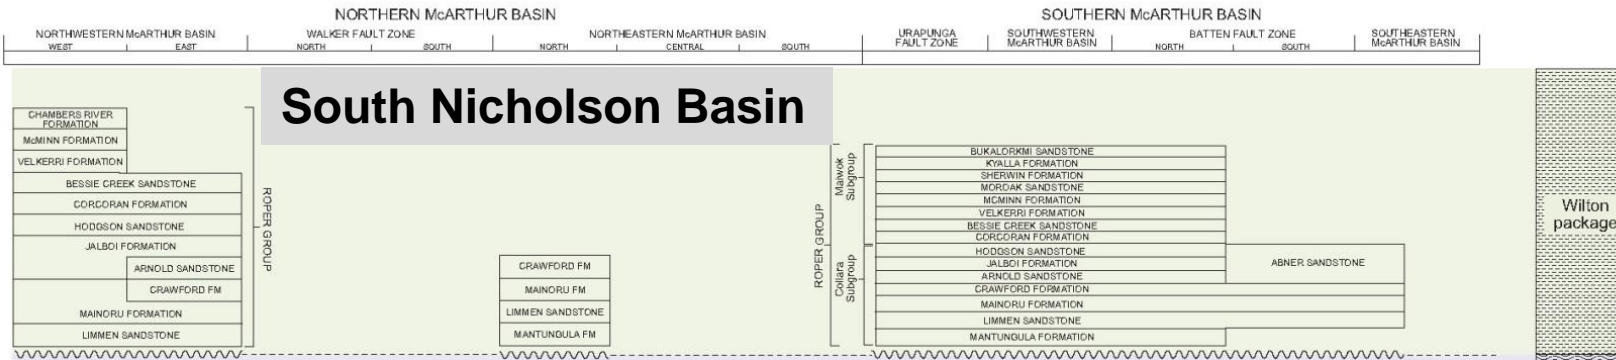 NORTHERN McARTHUR BASIN
SOUTHERN McARTHUR BASIN
NORTHWESTERN McARTHUR BASIN
WALKER FAULT ZONE
NORTHEASTERN McARTHUR BASIN
URAPUNGA
FAULT ZONE
SOUTHWESTERN
McARTHUR BASIN
BATTEN FAULT ZONE
SOUTHEASTERN
McARTHUR BASIN
WEST
EAST
NORTH
SOUTH
NORTH
CENTRAL
SOUTH
NORTH
SOUTH
South Nicholson Basin
CHAMBERS RIVER
FORMATION
McMINN FORMATION
VELKERRI FORMATION
BESSIE CREEK SANDSTONE
CORCORAN FORMATION
HODGSON SANDSTONE
JALBOI FORMATION
ARNOLD SANDSTONE
CRAWFORD FM
MAINORU FORMATION
LIMMEN SANDSTONE
ROPER GROUP
CRAWFORD FM
MAINORU FM
LIMMEN SANDSTONE
MANTUNGULA FM
ROPER GROUP
Maiwok
Subgroup
Collara
Subgroup
BUKALORKMI SANDSTONE
KYALLA FORMATION
SHERWIN FORMATION
MOROAK SANDSTONE
MCMINN FORMATION
VELKERRI FORMATION
BESSIE CREEK SANDSTONE
CORCORAN FORMATION
HODGSON SANDSTONE
JALBOI FORMATION
ARNOLD SANDSTONE
CRAWFORD FORMATION
MAINORU FORMATION
LIMMEN SANDSTONE
MANTUNGULA FORMATION
ABNER SANDSTONE
Wilton
package